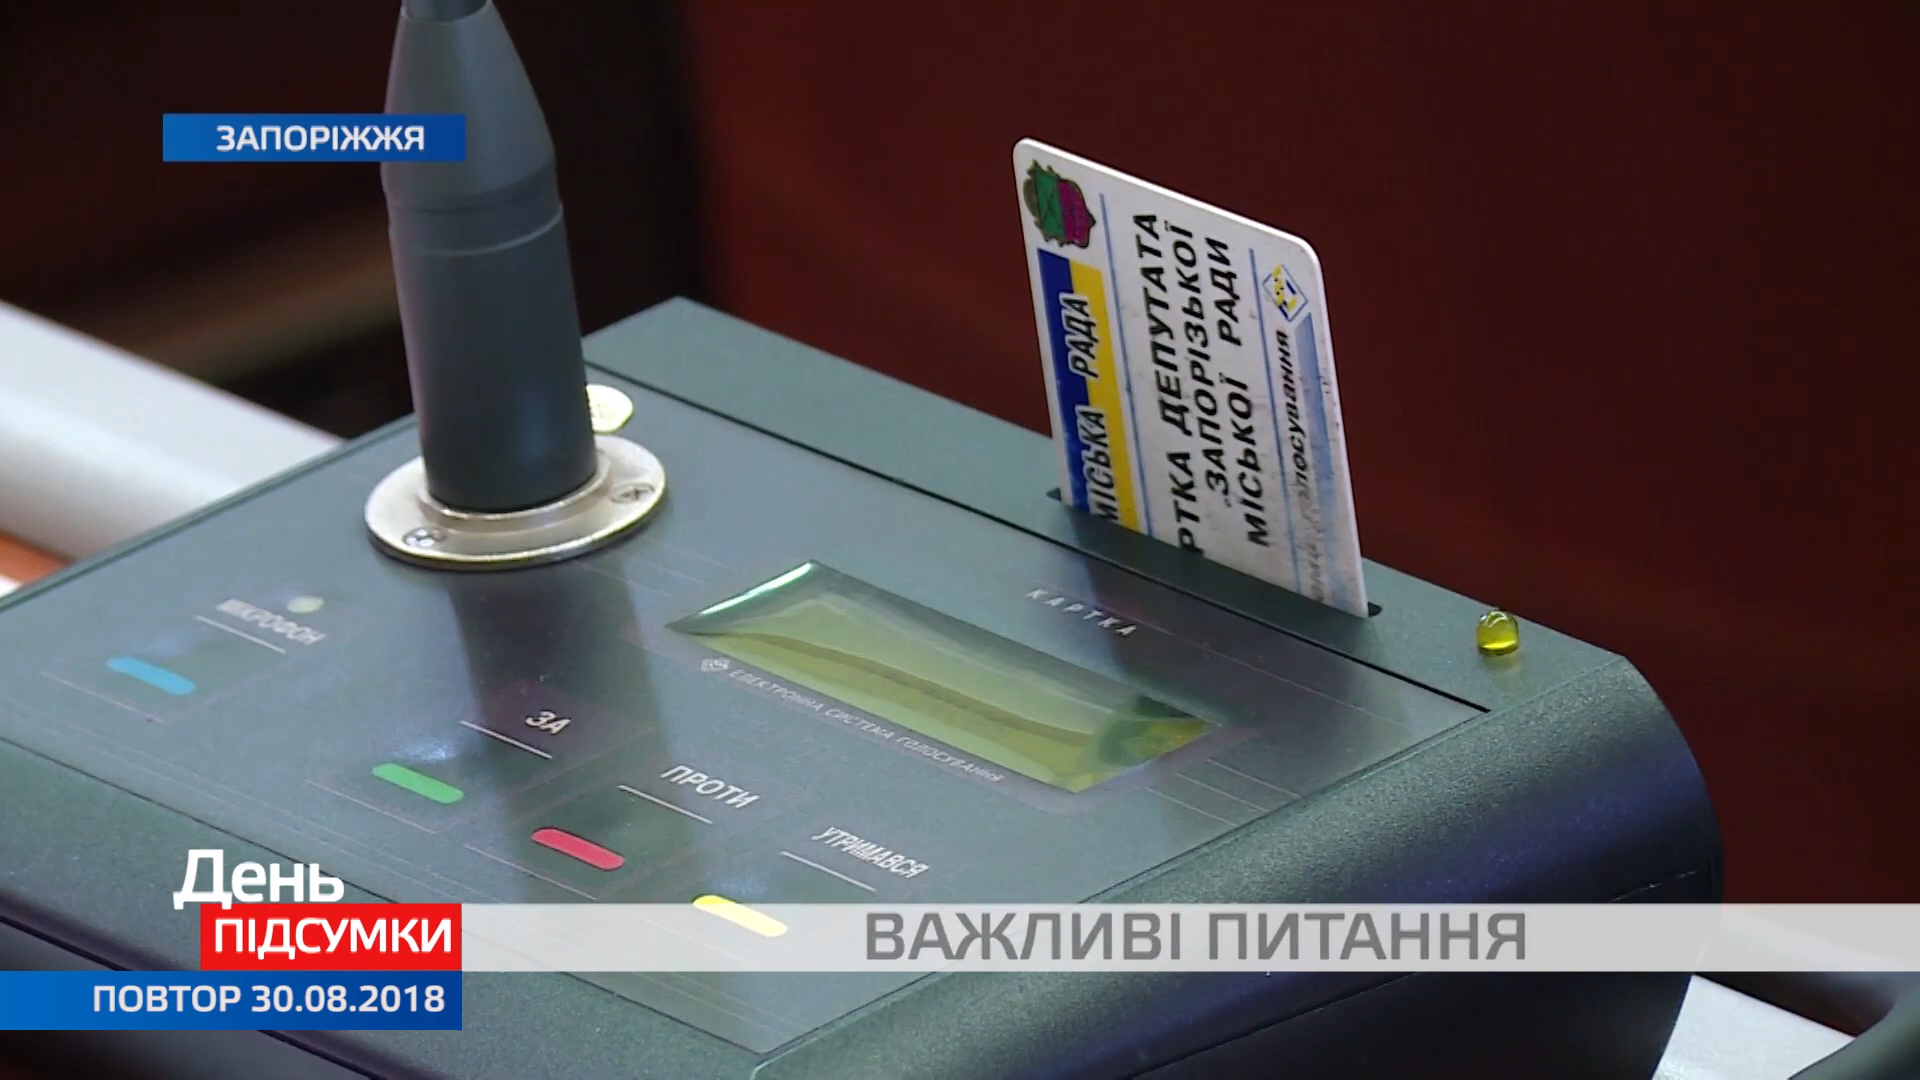 ЗАПОРІЖЖЯ
МІСЬКА РАДА
РТКА ДЕПУТАТА
ЗАПОРІЗЬКОЇ
МІСЬКОЇ РАДИ
КАРТКА
МІКРОФОН
ЕЛЕКТРОННА СИСТЕМА ГОЛОСУВАННЯ
ЗА
ПРОТИ
УТРИМАВСЯ
День
ПІДСУМКИ
ВАЖЛИВІ ПИТАННЯ
ПОВТОР 30.08.2018